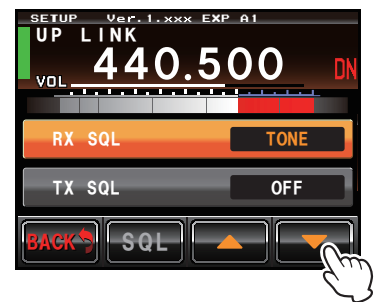 SETUP Ver.1.xxx EXP A1
UP LINK
VOL 440.500 DN
RX SQL TONE
TX SQL OFF
BACK SQL